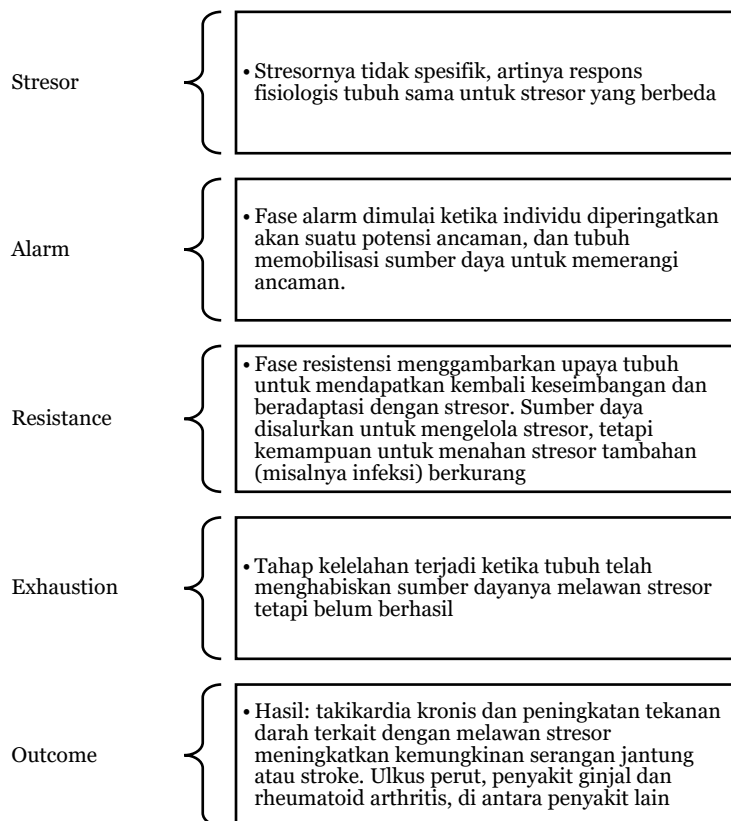 Stresor
• Stresornya tidak spesifik, artinya respons
fisiologis tubuh sama untuk stresor yang berbeda
Alarm
• Fase alarm dimulai ketika individu diperingatkan
akan suatu potensi ancaman, dan tubuh
memobilisasi sumber daya untuk memerangi
ancaman.
Resistance
• Fase resistensi menggambarkan upaya tubuh
untuk mendapatkan kembali keseimbangan dan
beradaptasi dengan stresor. Sumber daya
disalurkan untuk mengelola stresor, tetapi
kemampuan untuk menahan stresor tambahan
(misalnya infeksi) berkurang
Exhaustion
• Tahap kelelahan terjadi ketika tubuh telah
menghabiskan sumber dayanya melawan stresor
tetapi belum berhasil
Outcome
• Hasil: takikardia kronis dan peningkatan tekanan
darah terkait dengan melawan stresor
meningkatkan kemungkinan serangan jantung
atau stroke. Ulkus perut, penyakit ginjal dan
rheumatoid arthritis, di antara penyakit lain